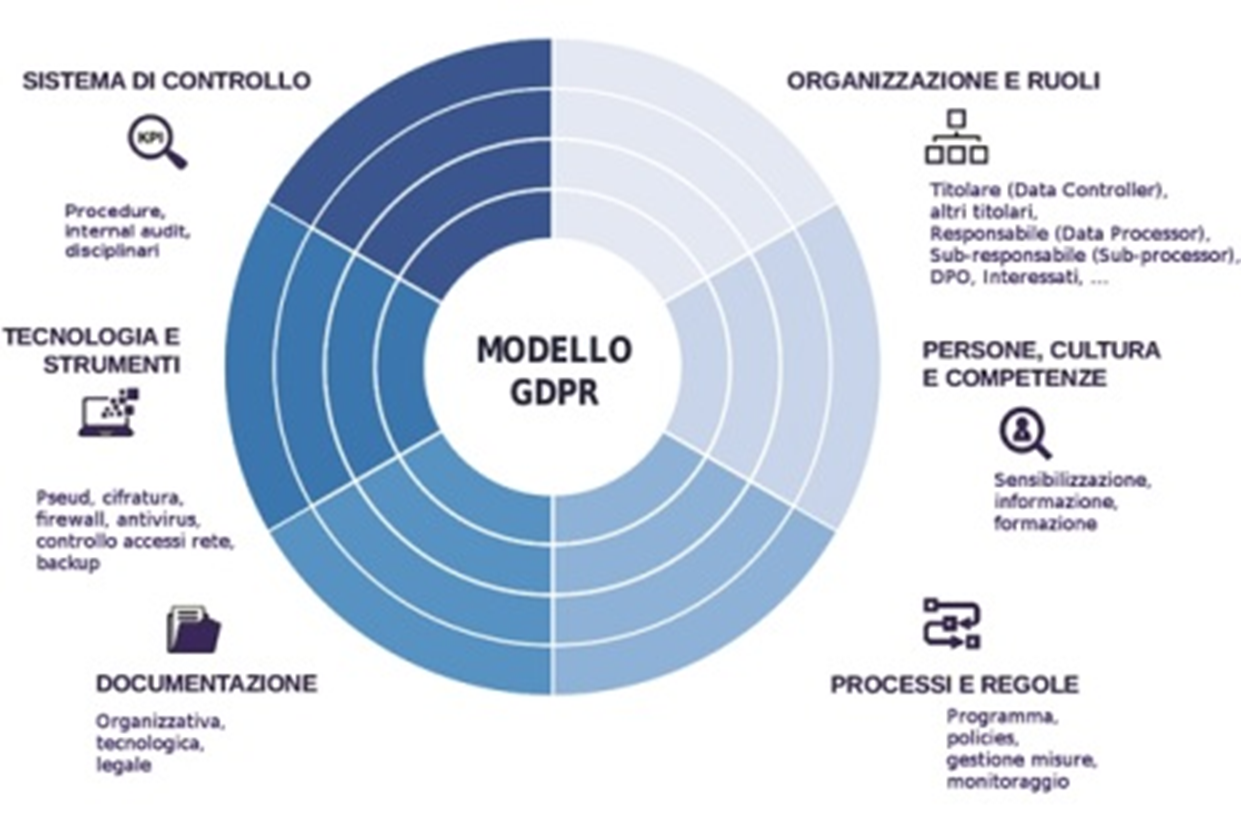 SISTEMA DI CONTROLLO
KPI
Procedure,
internal audit,
disciplinari
TECNOLOGIA E
STRUMENTI
Pseud, cifratura,
firewall, antivirus,
controllo accessi rete,
backup
DOCUMENTAZIONE
Organizzativa,
tecnologica,
legale
MODELLO
GDPR
ORGANIZZAZIONE E RUOLI
Titolare (Data Controller),
altri titolari,
Responsabile (Data Processor),
Sub-responsabile (Sub-processor),
DPO, Interessati, ...
PERSONE, CULTURA
E COMPETENZE
Sensibilizzazione,
informazione,
formazione
PROCESSI E REGOLE
Programma,
policies,
gestione misure,
monitoraggio